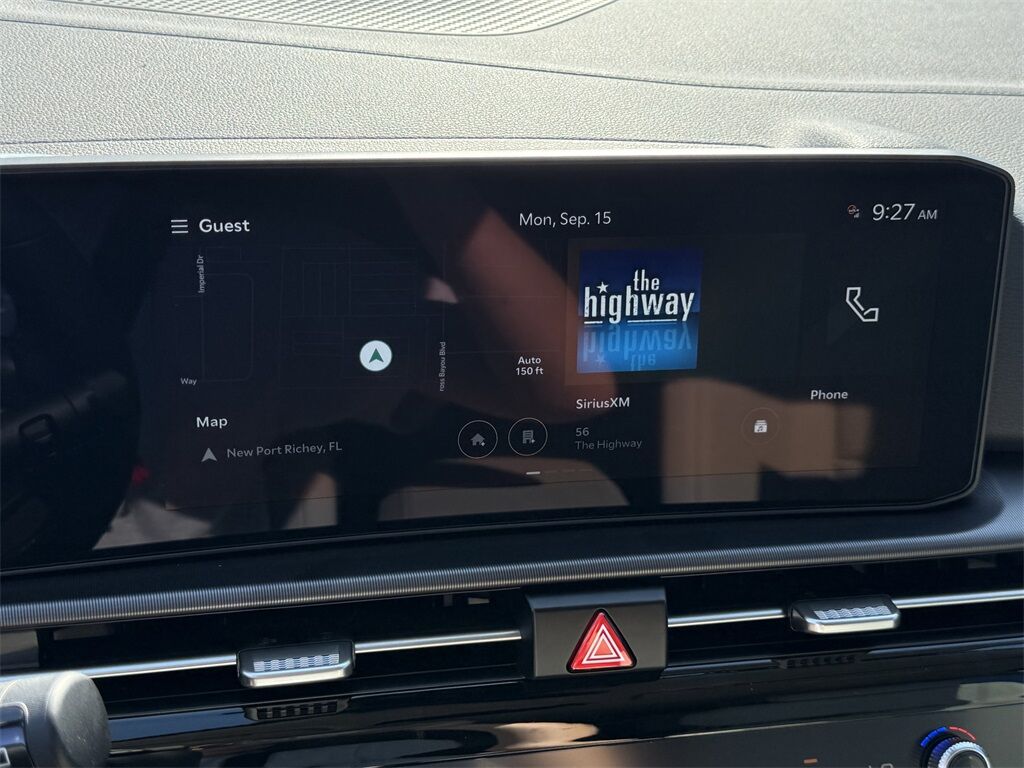 Guest
Mon, Sep. 15
9:27 AM
Imperial Dr
Way
ross Bayou Blvd
Auto
150 ft
the
highway
Map
New Port Richey, FL
SiriusXM
56
The Highway
Phone